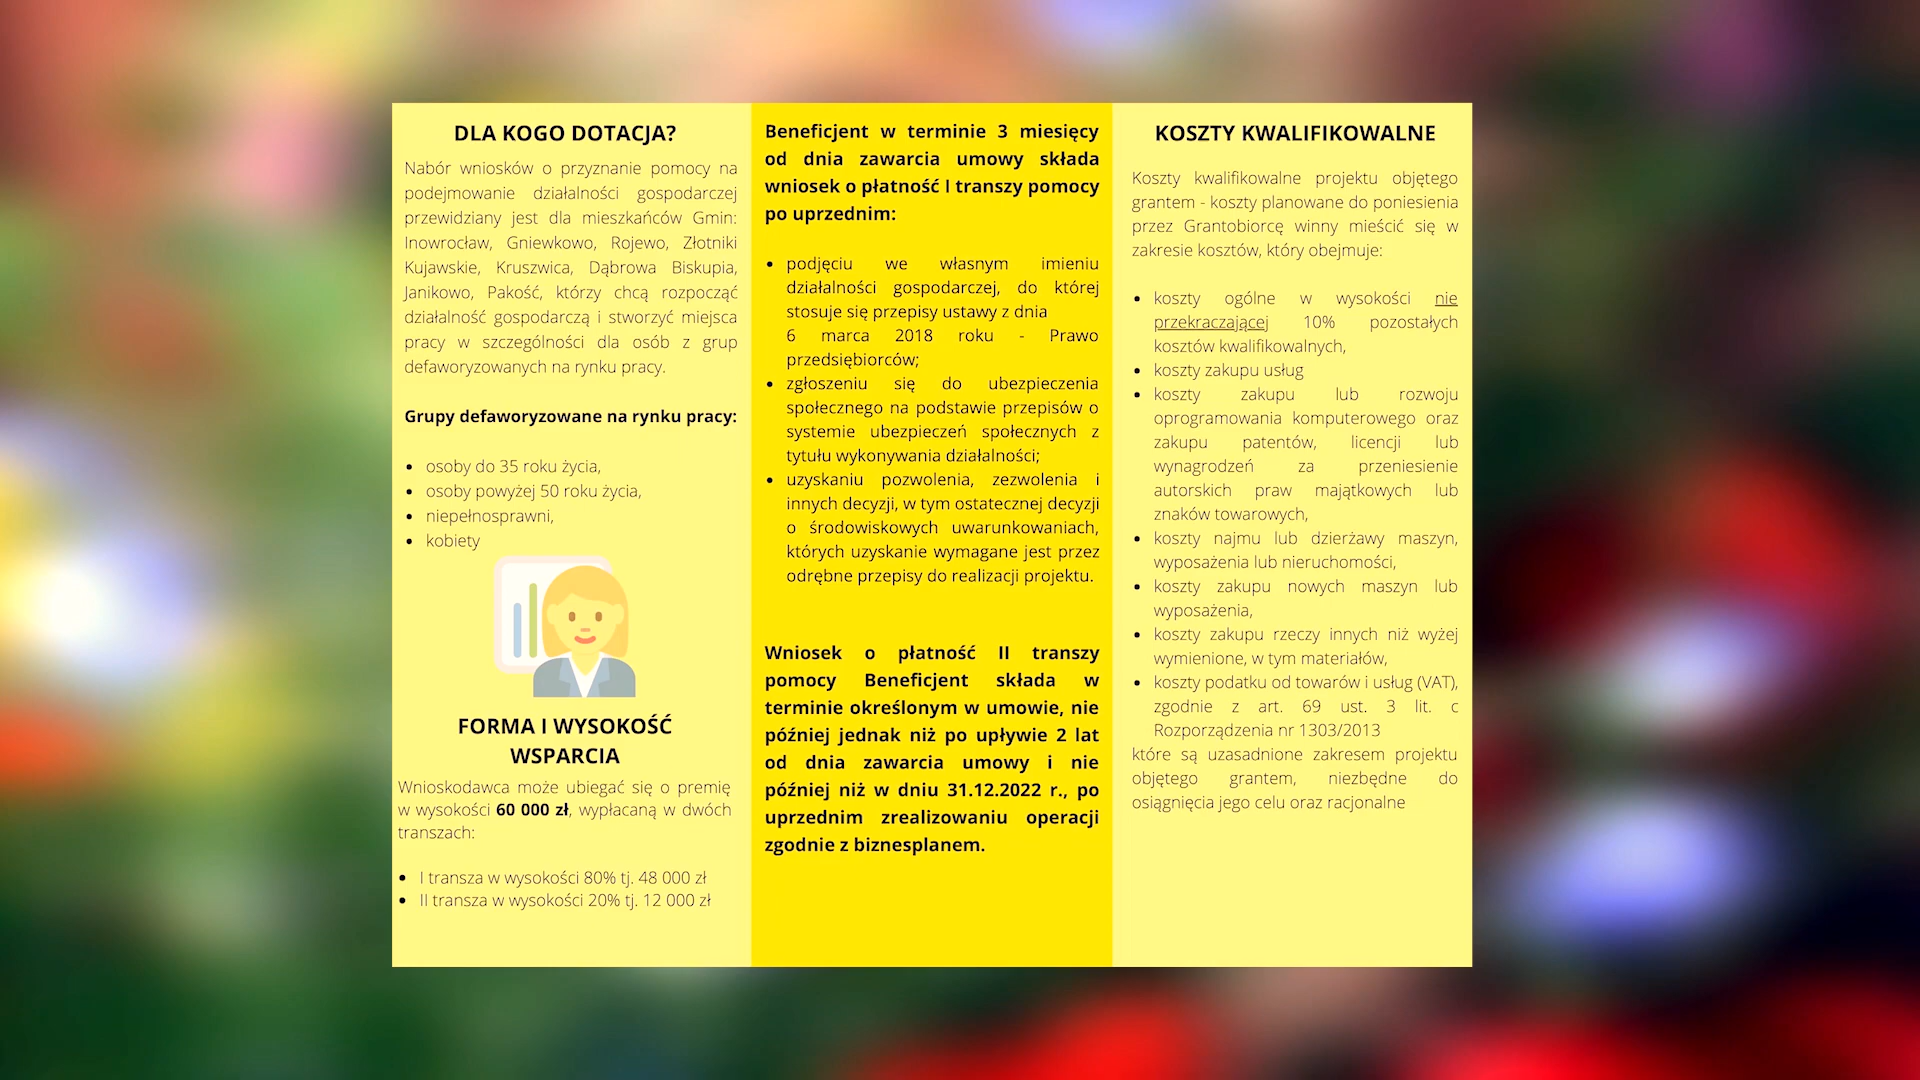 DLA KOGO DOTACJA?
Nabór wniosków o przyznanie pomocy na
podejmowanie działalności gospodarczej
przewidziany jest dla mieszkańców Gmin:
Inowrocław, Gniewkowo, Rojewo, Złotniki
Kujawskie, Kruszwica, Dąbrowa Biskupia,
Janikowo, Pakość, którzy chcą rozpocząć
działalność gospodarczą i stworzyć miejsca
pracy w szczególności dla osób z grup
defaworyzowanych na rynku pracy.
Grupy defaworyzowane na rynku pracy:
• osoby do 35 roku życia,
• osoby powyżej 50 roku życia,
• niepełnosprawni,
• kobiety
FORMA I WYSOKOŚĆ
WSPARCIA
Wnioskodawca może ubiegać się o premię
w wysokości 60 000 zł, wypłacaną w dwóch
transzach:
• I transza w wysokości 80% tj. 48 000 zł
• II transza w wysokości 20% tj. 12 000 zł
Beneficjent w terminie 3 miesięcy
od dnia zawarcia umowy składa
wniosek o płatność I transzy pomocy
po uprzednim:
• podjęciu we własnym imieniu
działalności gospodarczej, do której
stosuje się przepisy ustawy z dnia
6 marca 2018 roku - Prawo
przedsiębiorców;
• zgłoszeniu się do ubezpieczenia
społecznego na podstawie przepisów o
systemie ubezpieczeń społecznych z
tytułu wykonywania działalności;
• uzyskaniu pozwolenia, zezwolenia i
innych decyzji, w tym ostatecznej decyzji
o środowiskowych uwarunkowaniach,
których uzyskanie wymagane jest przez
odrębne przepisy do realizacji projektu.
Wniosek o płatność II transzy
pomocy Beneficjent składa w
terminie określonym w umowie, nie
później jednak niż po upływie 2 lat
od dnia zawarcia umowy i nie
później niż w dniu 31.12.2022 r., po
uprzednim zrealizowaniu operacji
zgodnie z biznesplanem.
KOSZTY KWALIFIKOWALNE
Koszty kwalifikowalne projektu objętego
grantem - koszty planowane do poniesienia
przez Grantobiorcę winny mieścić się w
zakresie kosztów, który obejmuje:
• koszty ogólne w wysokości nie
przekraczającej 10% pozostałych
kosztów kwalifikowalnych,
• koszty zakupu usług
• koszty zakupu lub rozwoju
oprogramowania komputerowego oraz
zakupu patentów, licencji lub
wynagrodzeń za przeniesienie
autorskich praw majątkowych lub
znaków towarowych,
• koszty najmu lub dzierżawy maszyn,
wyposażenia lub nieruchomości,
• koszty zakupu nowych maszyn lub
wyposażenia,
• koszty zakupu rzeczy innych niż wyżej
wymienione, w tym materiałów,
• koszty podatku od towarów i usług (VAT),
zgodnie z art. 69 ust. 3 lit. c
Rozporządzenia nr 1303/2013
które są uzasadnione zakresem projektu
objętego grantem, niezbędne do
osiągnięcia jego celu oraz racjonalne